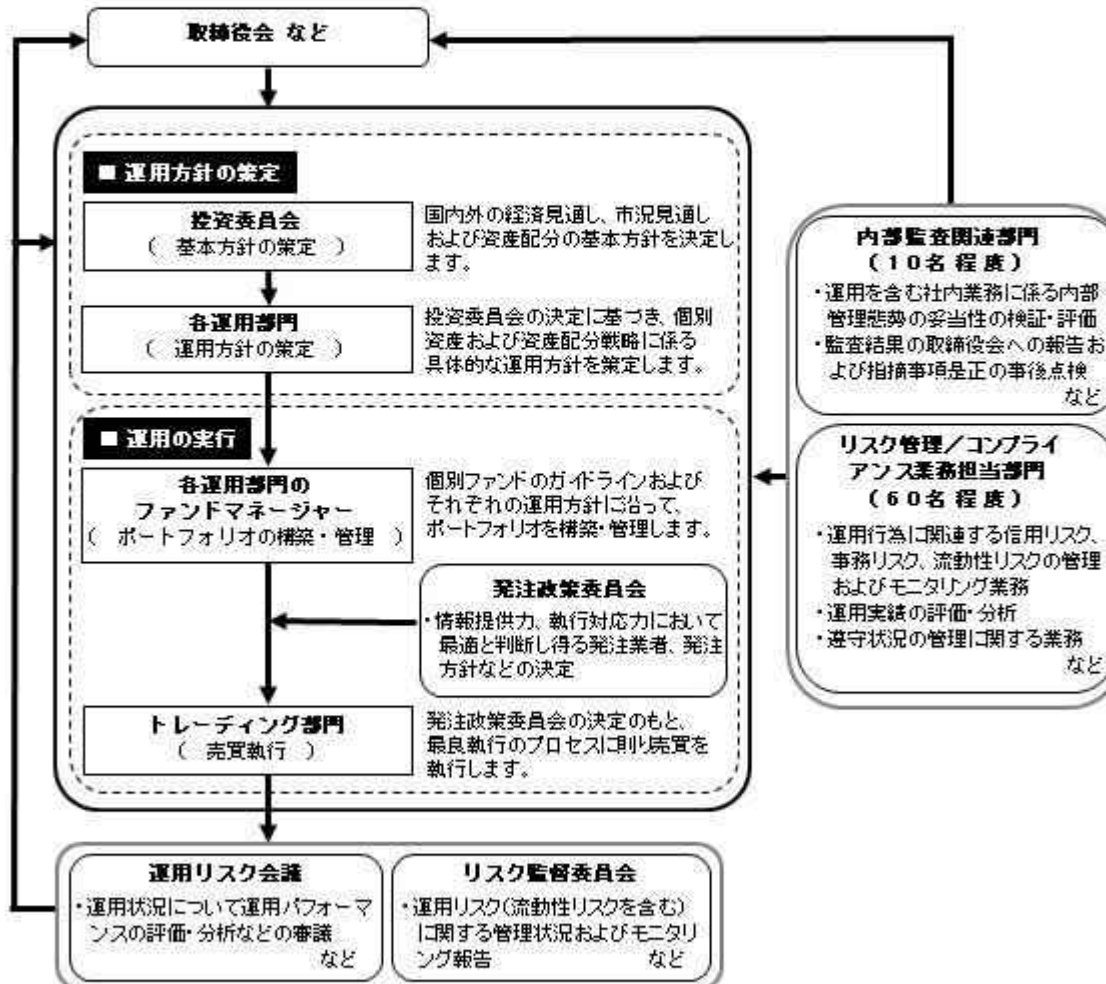 取締役会 など
■ 運用方針の策定
投資委員会
( 基本方針の策定 )
国内外の経済見通し、市況見通し
および資産配分の基本方針を決定し
ます。
各運用部門
( 運用方針の策定 )
投資委員会の決定に基づき、個別
資産および資産配分戦略に係る
具体的な運用方針を策定します。
■ 運用の実行
各運用部門の
ファンドマネージャー
( ポートフォリオの構築・管理 )
個別ファンドのガイドラインおよび
それぞれの運用方針に沿って、
ポートフォリオを構築・管理します。
発注政策委員会
・情報提供力、執行対応力において
最適と判断し得る発注業者、発注
方針などの決定
トレーディング部門
( 売買執行 )
発注政策委員会の決定のもと、
最良執行のプロセスに則り売買を
執行します。
内部監査関連部門
(10名程度)
・運用を含む社内業務に係る内部
管理態勢の妥当性の検証・評価
・監査結果の取締役会への報告お
よび指摘事項是正の事後点検
など
リスク管理/コンプライ
アンス業務担当部門
(60名程度)
・運用行為に関連する信用リスク、
事務リスク、流動性リスクの管理
およびモニタリング業務
・運用実績の評価・分析
・遵守状況の管理に関する業務
など
運用リスク会議
・運用状況について運用パフォーマ
ンスの評価・分析などの審議
など
リスク監督委員会
・運用リスク(流動性リスクを含む)
に関する管理状況およびモニタリ
ング報告 など